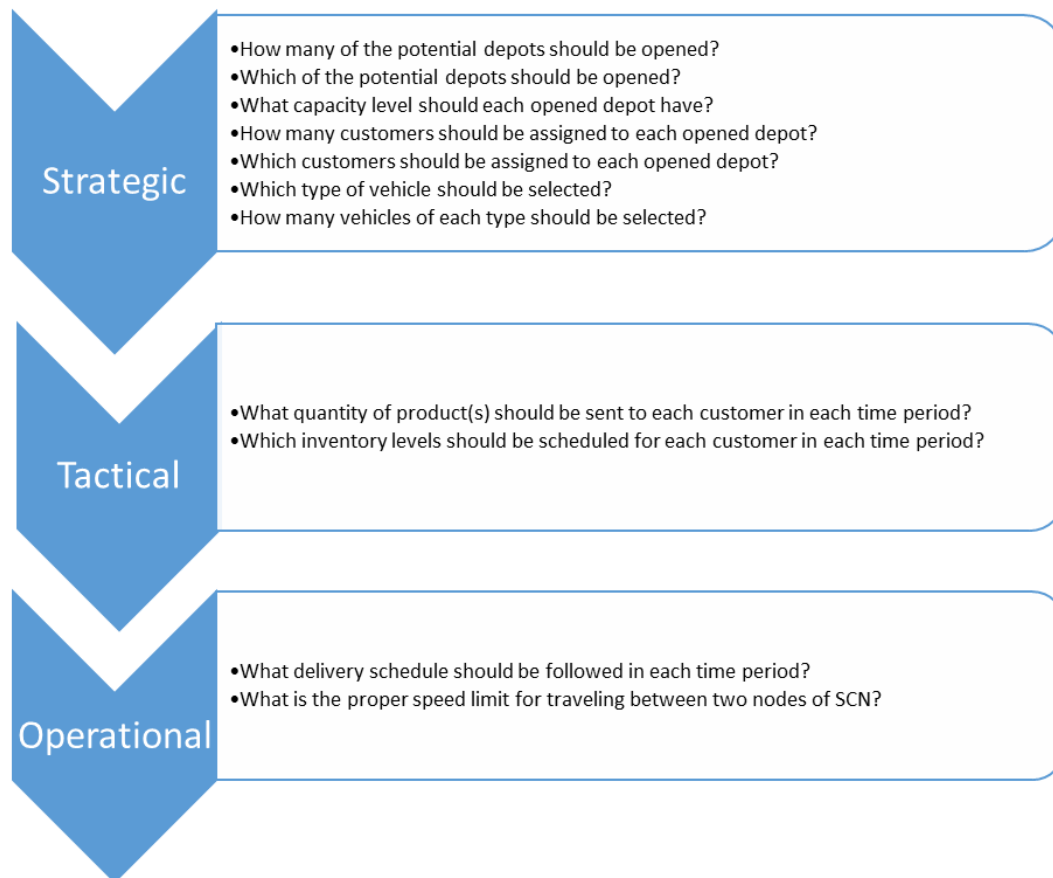 Strategic
•How many of the potential depots should be opened?
•Which of the potential depots should be opened?
•What capacity level should each opened depot have?
•How many customers should be assigned to each opened depot?
•Which customers should be assigned to each opened depot?
•Which type of vehicle should be selected?
•How many vehicles of each type should be selected?
Tactical
•What quantity of product(s) should be sent to each customer in each time period?
•Which inventory levels should be scheduled for each customer in each time period?
Operational
•What delivery schedule should be followed in each time period?
•What is the proper speed limit for traveling between two nodes of SCN?